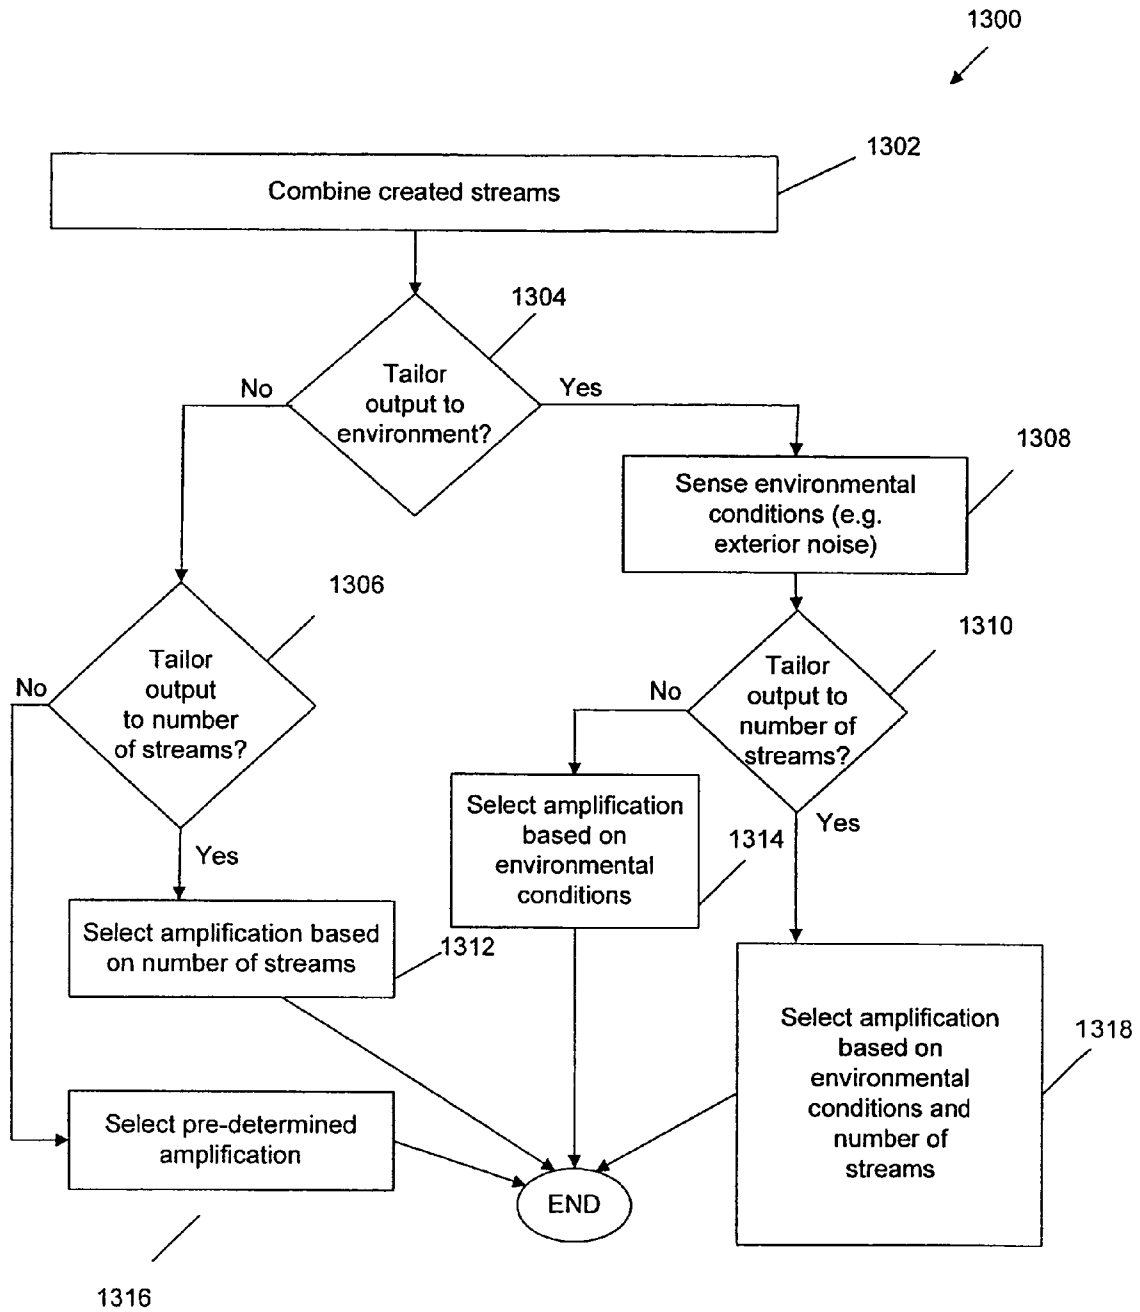 1300
1302
Combine created streams
1304
Tailor
output to
environment?
No
Yes
1308
Sense environmental
conditions (e.g.
exterior noise)
1306
Tailor
output
to number
of streams?
No
Yes
1310
Tailor
output to
number of
streams?
No
Yes
Select amplification
based on
environmental
conditions
1314
Select amplification based
on number of streams
1312
Select amplification
based on
environmental
conditions and
number of
streams
1318
Select pre-determined
amplification
END
1316